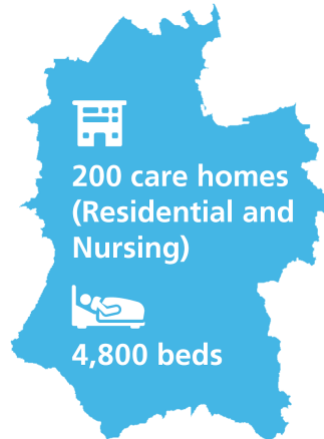 200 care homes
(Residential and
Nursing)
4,800 beds